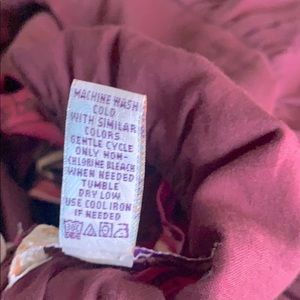 MACHINE WASH
COLD
WITH SIMILAR
COLORS
GENTLE CYCLE
ONLY NON-
CHLORINE BLEACH
WHEN NEEDED
TUMBLE
DRY LOW
USE COOL IRON
IF NEEDED